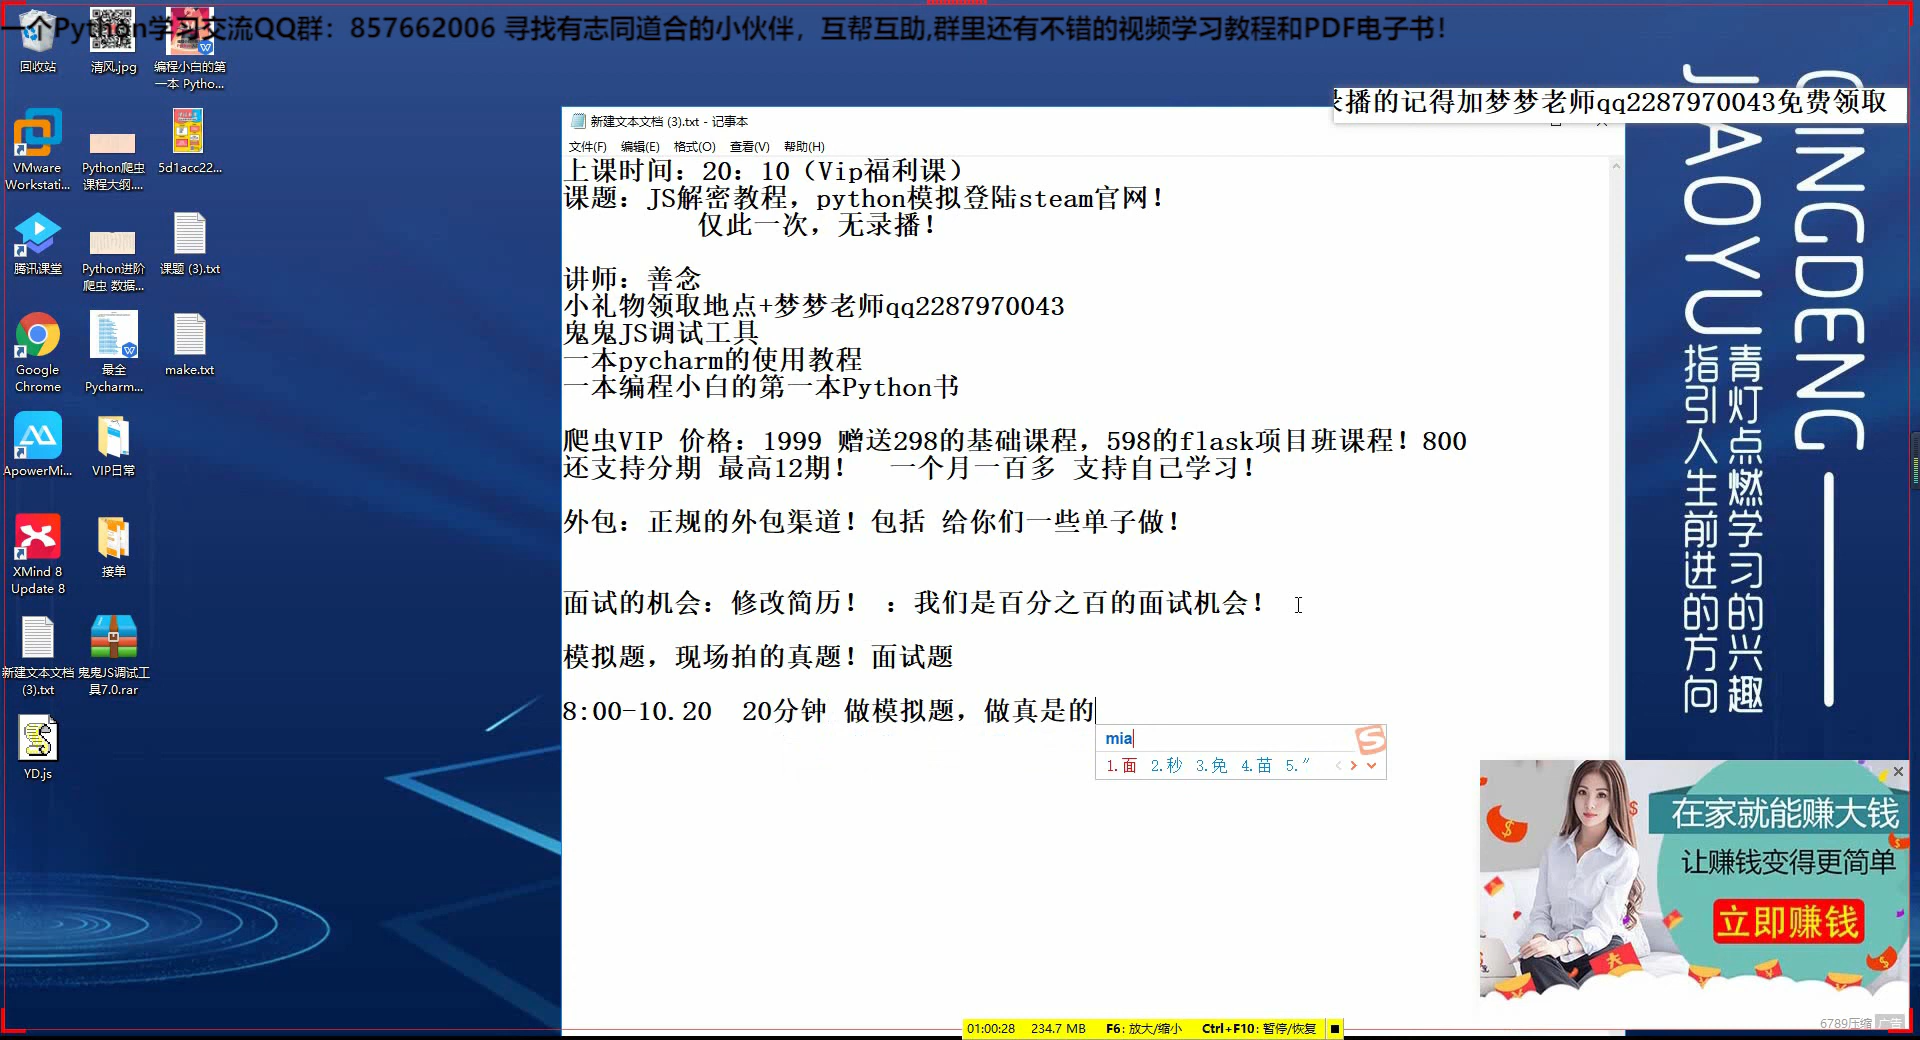 一个Python学习交流QQ群：857662006 寻找有志同道合的小伙伴，互帮互助,群里还有不错的视频学习教程和PDF电子书！
录播的记得加梦梦老师qq2287970043免费领取
回收站
清风.jpg
编程小白的第
一本 Pytho...
VMware
Workstati...
Python爬虫
课程大纲....
5d1acc22...
腾讯课堂
Python进阶
爬虫 数据...
课题 (3).txt
Google
Chrome
最全
Pycharm...
make.txt
ApowerMi...
VIP日常
XMind 8
Update 8
接单
新建文本文档
(3).txt
鬼鬼JS调试工
具7.0.rar
YD.js
新建文本文档 (3).txt - 记事本
文件(F) 编辑(E) 格式(O) 查看(V) 帮助(H)
上课时间：20：10（Vip福利课）
课题：JS解密教程，python模拟登陆steam官网！
仅此一次，无录播！
讲师：善念
小礼物领取地点+梦梦老师qq2287970043
鬼鬼JS调试工具
一本pycharm的使用教程
一本编程小白的第一本Python书
爬虫VIP 价格：1999 赠送298的基础课程，598的flask项目班课程！800
还支持分期 最高12期！ 一个月一百多 支持自己学习！
外包：正规的外包渠道！包括 给你们一些单子做！
面试的机会：修改简历！ ：我们是百分之百的面试机会！
模拟题，现场拍的真题！面试题
8:00-10.20 20分钟 做模拟题，做真是的
mia
1.面 2.秒 3.免 4.苗 5.〃
QINGDENG
JIAOYU
青灯点燃学习的兴趣
指引人生前进的方向
在家就能赚大钱
让赚钱变得更简单
立即赚钱
6789压缩 广告
01:00:28 234.7 MB F6: 放大/缩小 Ctrl+F10: 暂停/恢复